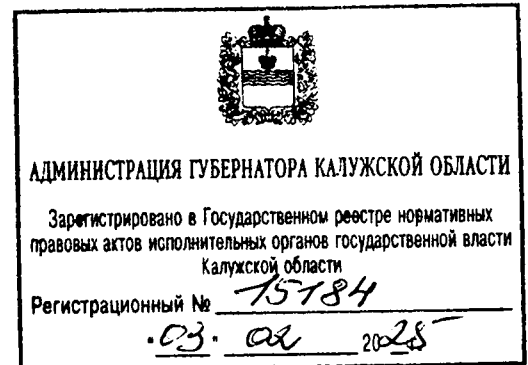 АДМИНИСТРАЦИЯ ГУБЕРНАТОРА КАЛУЖСКОЙ ОБЛАСТИ
Зарегистрировано в Государственном реестре нормативных
правовых актов исполнительных органов государственной власти
Калужской области
Регистрационный № 15184
"03" 02 2025